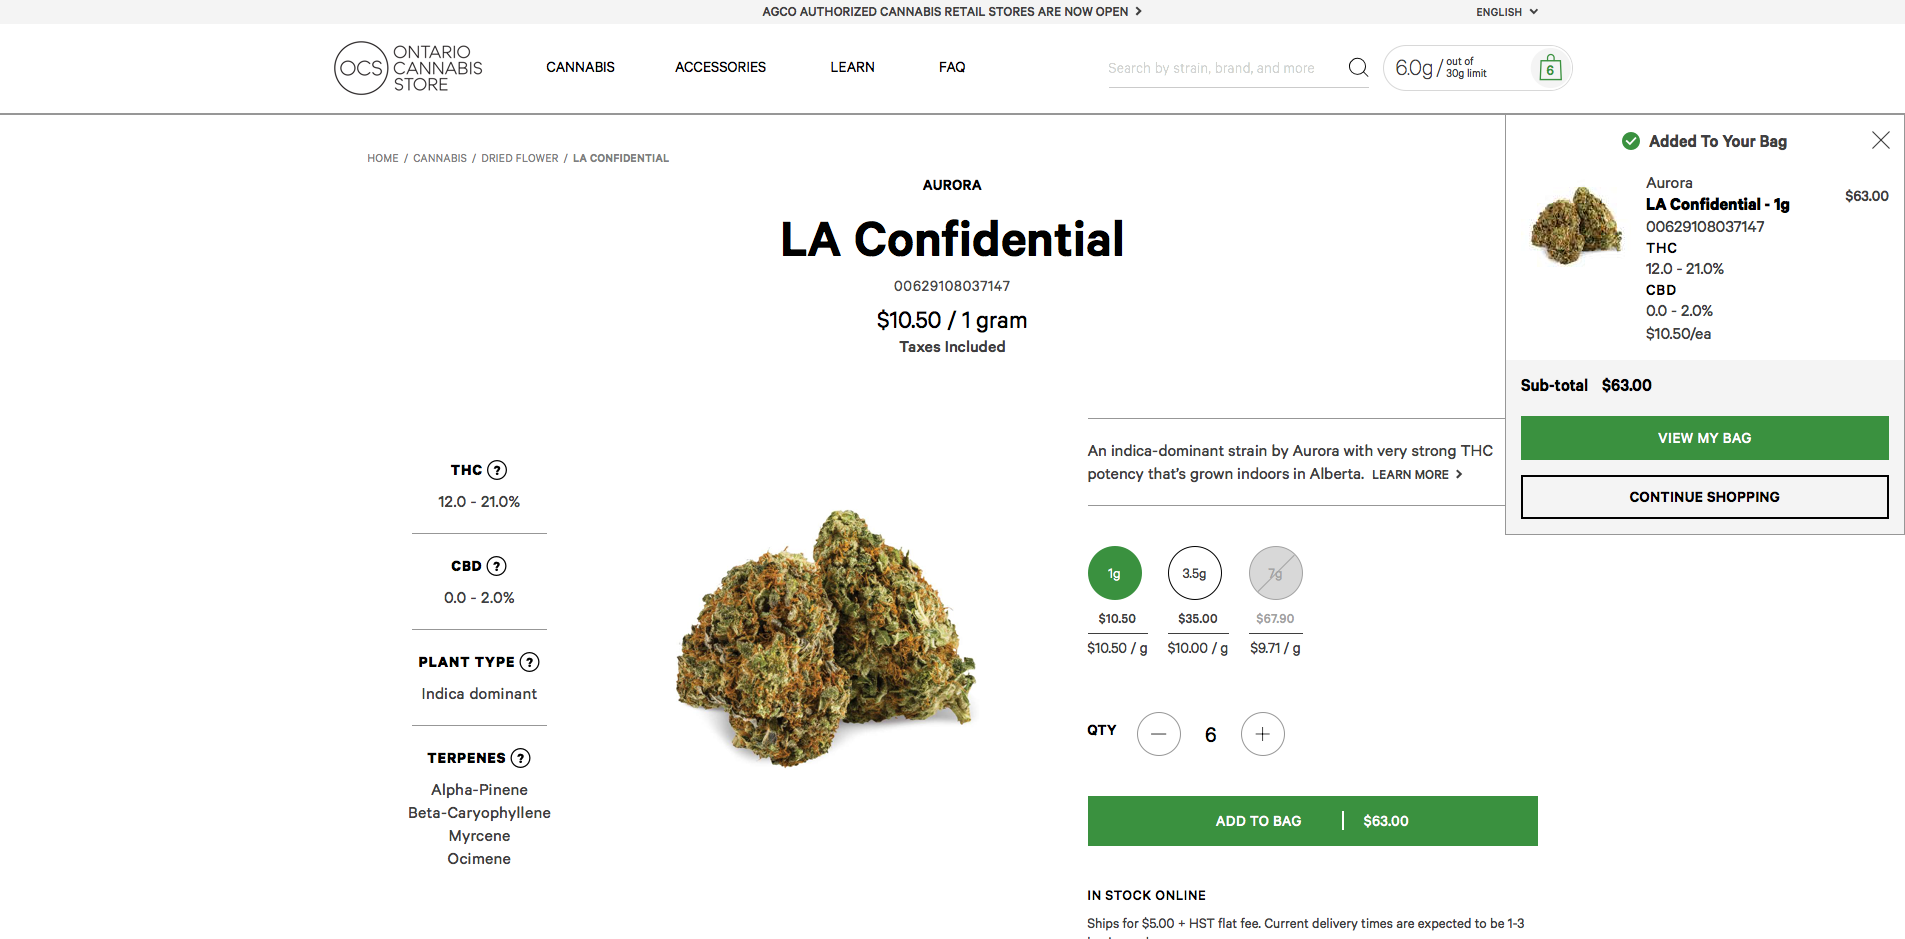 AGCO AUTHORIZED CANNABIS RETAIL STORES ARE NOW OPEN
ENGLISH
OCS
ONTARIO
CANNABIS
STORE
CANNABIS
ACCESSORIES
LEARN
FAQ
Search by strain, brand, and more
6.0g / out of
30g limit
6
HOME / CANNABIS / DRIED FLOWER / LA CONFIDENTIAL
AURORA
LA Confidential
00629108037147
$10.50 / 1 gram
Taxes Included
Added To Your Bag
Aurora
$63.00
LA Confidential - 1g
00629108037147
THC
12.0 - 21.0%
CBD
0.0 - 2.0%
$10.50/ea
Sub-total $63.00
VIEW MY BAG
CONTINUE SHOPPING
THC ?
12.0 - 21.0%
CBD ?
0.0 - 2.0%
PLANT TYPE ?
Indica dominant
TERPENES ?
Alpha-Pinene
Beta-Caryophyllene
Myrcene
Ocimene
An indica-dominant strain by Aurora with very strong THC
potency that's grown indoors in Alberta. LEARN MORE
1g 3.5g 7g
$10.50 $35.00 $67.90
$10.50 / g $10.00 / g $9.71 / g
QTY 6
ADD TO BAG | $63.00
IN STOCK ONLINE
Ships for $5.00 + HST flat fee. Current delivery times are expected to be 1-3